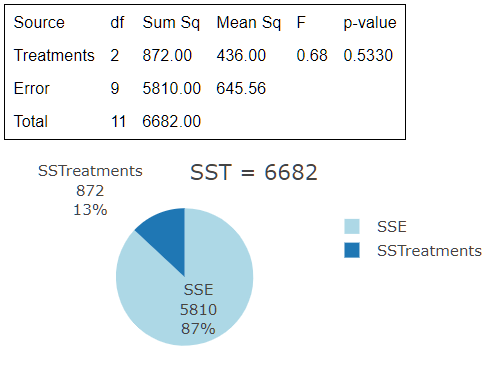 Source df Sum Sq Mean Sq F p-value
Treatments 2 872.00 436.00 0.68 0.5330
Error 9 5810.00 645.56
Total 11 6682.00
SSTreatments
872
13%
SST = 6682
SSE
5810
87%
SSE
SSTreatments